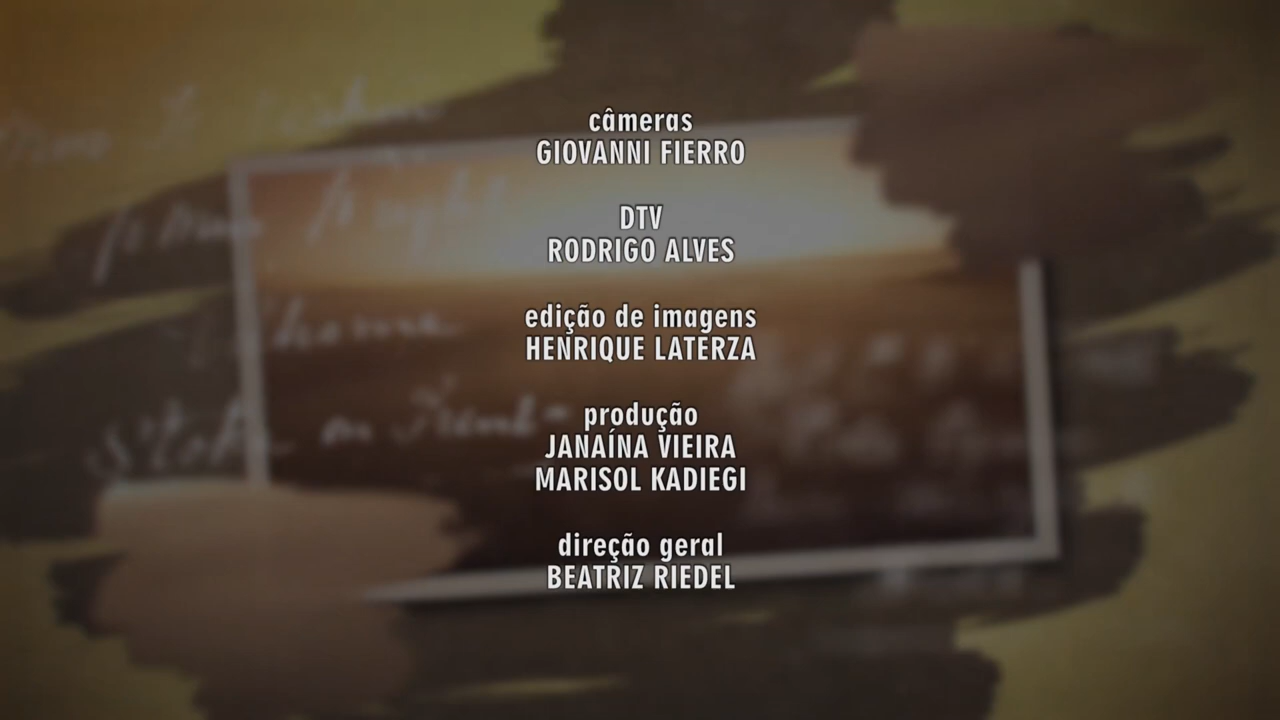 câmeras
GIOVANNI FIERRO
DTV
RODRIGO ALVES
edição de imagens
HENRIQUE LATERZA
produção
JANAÍNA VIEIRA
MARISOL KADIEGI
direção geral
BEATRIZ RIEDEL